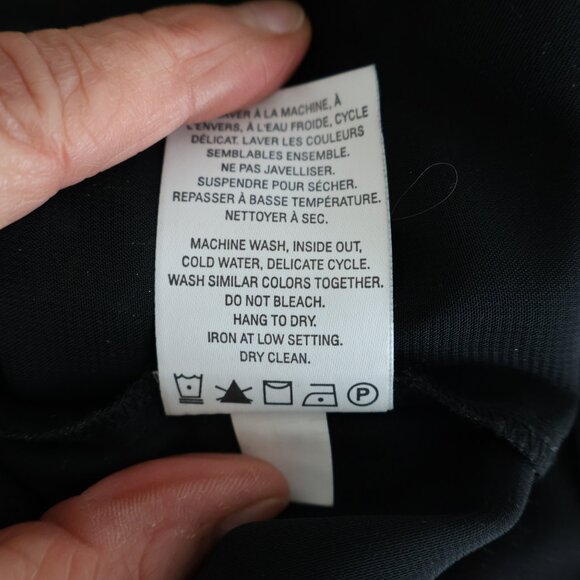 LAVER À LA MACHINE, À
L'ENVERS, À L'EAU FROIDE, CYCLE
DÉLICAT. LAVER LES COULEURS
SEMBLABLES ENSEMBLE.
NE PAS JAVELLISER.
SUSPENDRE POUR SÉCHER.
REPASSER À BASSE TEMPÉRATURE.
NETTOYER À SEC.
MACHINE WASH, INSIDE OUT,
COLD WATER, DELICATE CYCLE.
WASH SIMILAR COLORS TOGETHER.
DO NOT BLEACH.
HANG TO DRY.
IRON AT LOW SETTING.
DRY CLEAN.
P